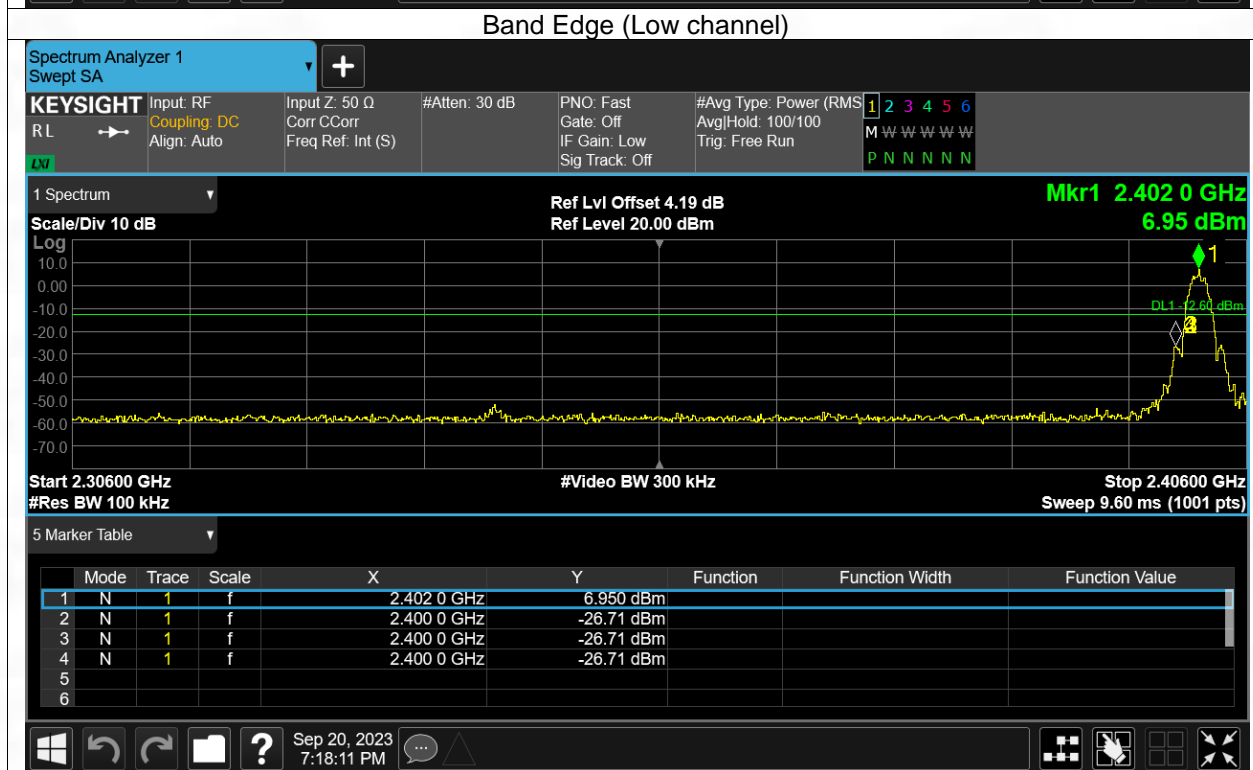 Band Edge (Low channel)
Spectrum Analyzer 1
Swept SA
+
KEYSIGHT
RL
LXI
Input: RF
Coupling: DC
Align: Auto
Input Z: 50 Ω
Corr CCorr
Freq Ref: Int (S)
#Atten: 30 dB
PNO: Fast
Gate: Off
IF Gain: Low
Sig Track: Off
#Avg Type: Power (RMS
Avg|Hold: 100/100
Trig: Free Run
1 2 3 4 5 6
M W W W W W
P N N N N N
1 Spectrum
Scale/Div 10 dB
Ref Lvl Offset 4.19 dB
Ref Level 20.00 dBm
Mkr1 2.402 0 GHz
6.95 dBm
Log
10.0
0.00
-10.0
-20.0
-30.0
-40.0
-50.0
-60.0
-70.0
1
DL1 -12.60 dBm
Start 2.30600 GHz
#Res BW 100 kHz
#Video BW 300 kHz
Stop 2.40600 GHz
Sweep 9.60 ms (1001 pts)
5 Marker Table
Mode Trace Scale X Y Function Function Width Function Value
1 N 1 f 2.402 0 GHz 6.950 dBm
2 N 1 f 2.400 0 GHz -26.71 dBm
3 N 1 f 2.400 0 GHz -26.71 dBm
4 N 1 f 2.400 0 GHz -26.71 dBm
5
6
?
Sep 20, 2023
7:18:11 PM